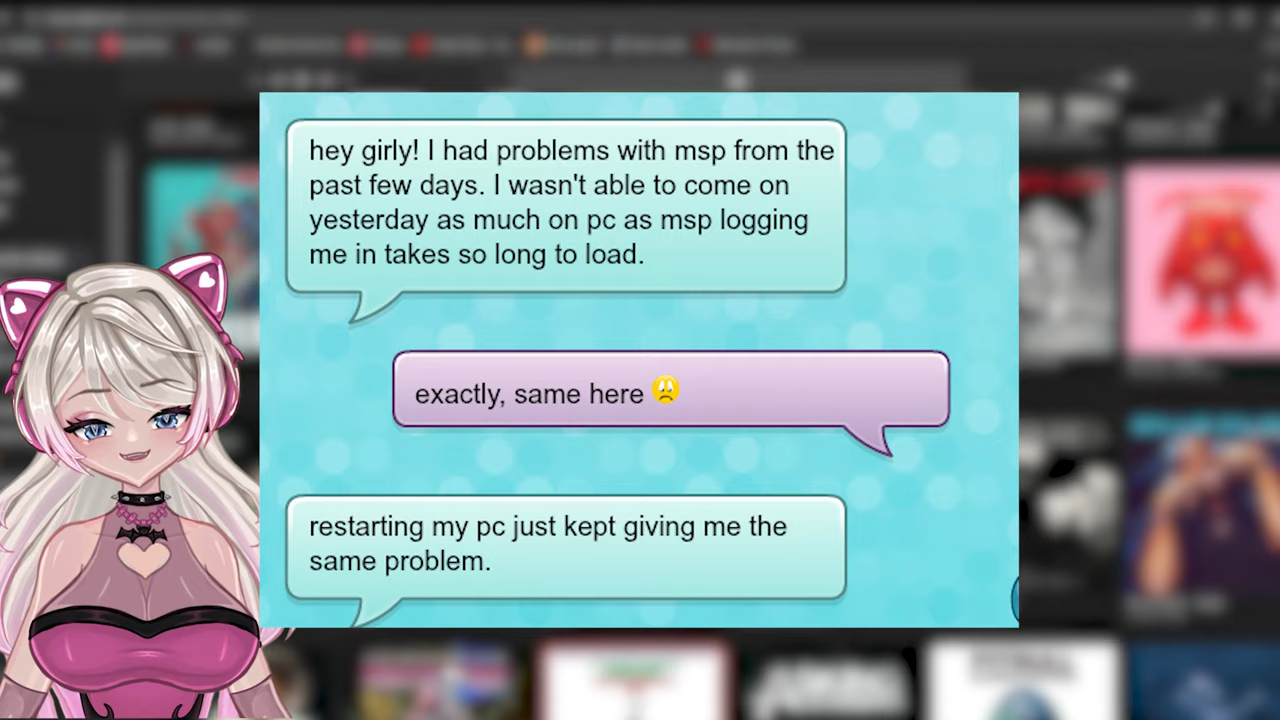 hey girly! I had problems with msp from the
past few days. I wasn't able to come on
yesterday as much on pc as msp logging
me in takes so long to load.
exactly, same here
restarting my pc just kept giving me the
same problem.